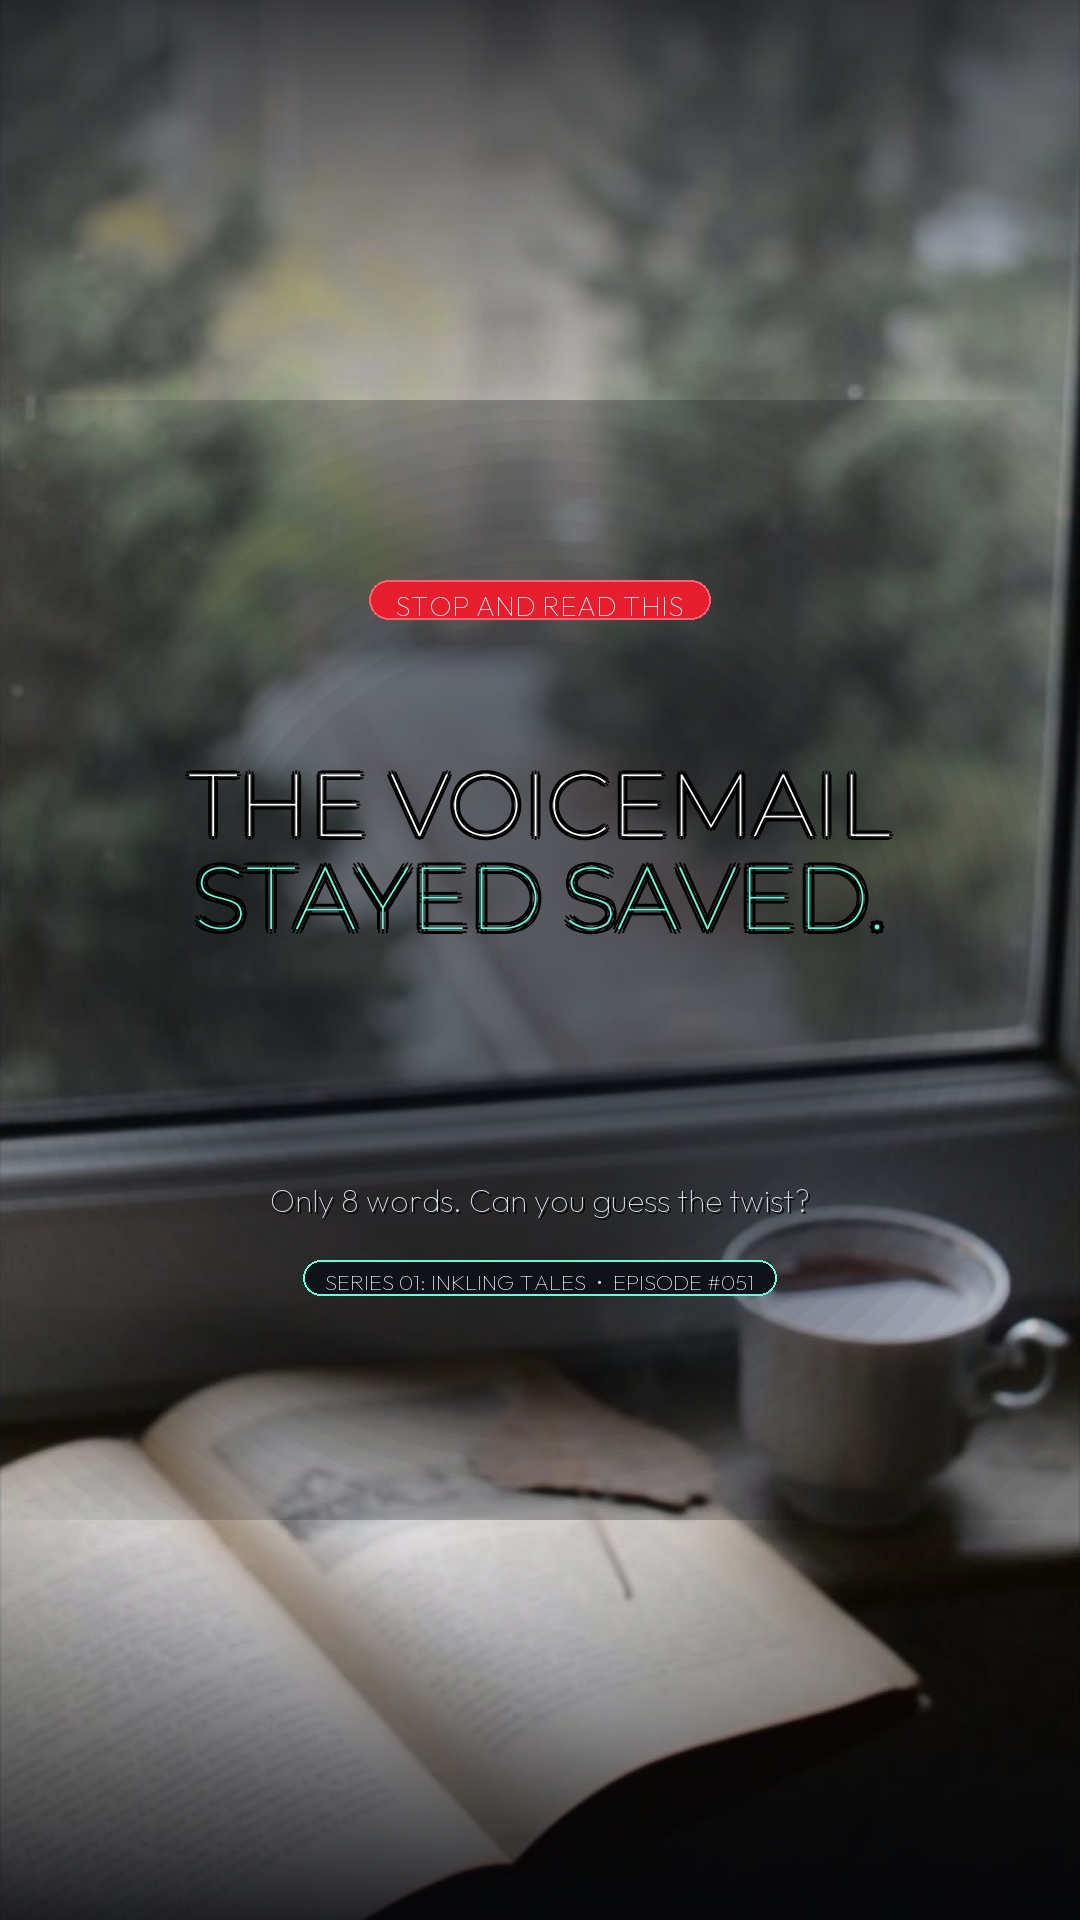 STOP AND READ THIS
THE VOICEMAIL
STAYED SAVED.
Only 8 words. Can you guess the twist?
SERIES 01: INKLING TALES • EPISODE #051